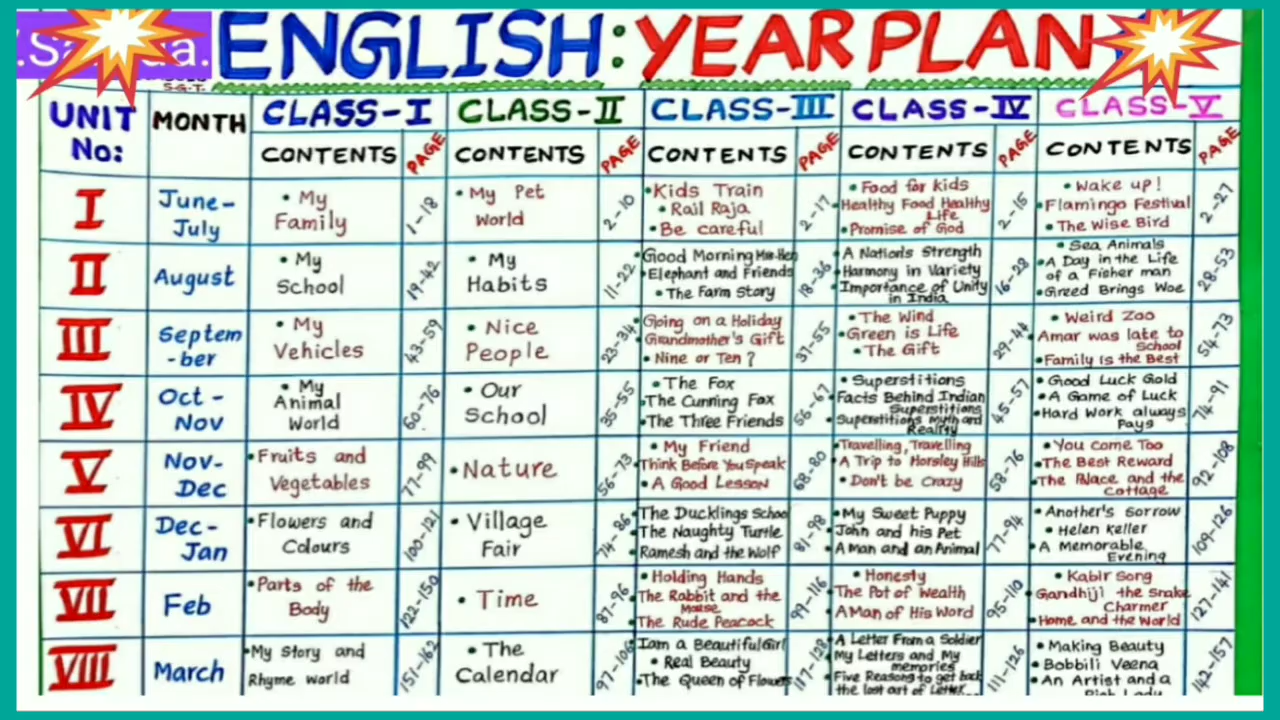 ENGLISH: YEAR PLAN
S.G.T.
UNIT No:
MONTH
CLASS-I
CLASS-II
CLASS-III
CLASS-IV
CLASS-V
CONTENTS
PAGE
CONTENTS
PAGE
CONTENTS
PAGE
CONTENTS
PAGE
CONTENTS
PAGE
I
June-
July
• My
Family
1-18
• My Pet
World
2-10
• Kids Train
• Rail Raja
• Be careful
2-17
• Food for kids
• Healthy Food Healthy
Life
• Promise of God
2-15
• Wake up!
• Flamingo Festival
• The Wise Bird
2-27
II
August
• My
School
19-42
• My
Habits
11-22
• Good Morning
• Elephant and Friends
• The Farm Story
18-36
• A Nation's Strength
• Harmony in Variety
• Importance of Unity
in India
16-28
• Sea Animals
• A Day in the Life
of a Fisher man
• Greed Brings Woe
28-53
III
Septem
-ber
• My
Vehicles
43-59
• Nice
People
23-34
• Going on a Holiday
• Grandmother's Gift
• Nine or Ten?
37-55
• The Wind
• Green is Life
• The Gift
29-44
• Weird Zoo
Amar was late to
School
• Family is the Best
54-73
IV
Oct -
Nov
• My
Animal
World
60-76
• Our
School
35-55
• The Fox
• The Cunning Fox
• The Three Friends
56-67
• Superstitions
• Facts Behind Indian
Superstitions
• Superstitions Myth and
Reality
45-57
• Good Luck Gold
• A Game of Luck
• Hard Work always
Pays
74-91
V
Nov-
Dec
• Fruits and
Vegetables
77-99
• Nature
56-73
• My Friend
• Think Before You Speak
• A Good Lesson
68-80
• Travelling, Travelling
• A Trip to Horsley Hills
• Don't be Crazy
58-76
• You Come Too
• The Best Reward
• The Palace and the
Cottage
92-108
VI
Dec-
Jan
• Flowers and
Colours
100-121
• Village
Fair
74-86
• The Ducklings School
• The Naughty Turtle
• Ramesh and the Wolf
81-98
• My Sweet Puppy
• John and his Pet
• A Man and an Animal
77-94
• Another's sorrow
• Helen Keller
• A Memorable
Evening
109-126
VII
Feb
• Parts of the
Body
122-150
• Time
87-96
• Holding Hands
• The Rabbit and the
Mouse
• The Rude Peacock
99-116
• Honesty
• The Pot of Wealth
• A Man of His Word
95-110
• Kabir Song
• Gandhiji the Snake
Charmer
• Home and the World
127-141
VIII
March
• My Story and
Rhyme world
151-162
• The
Calendar
97-106
• I am a Beautiful Girl
• Real Beauty
• The Queen of Flowers
117-128
• A Letter From a Soldier
• My Letters and My
memories
• Five Reasons to get back
the lost art of Letter
111-126
• Making Beauty
• Bobbili Veena
• An Artist and a
142-157